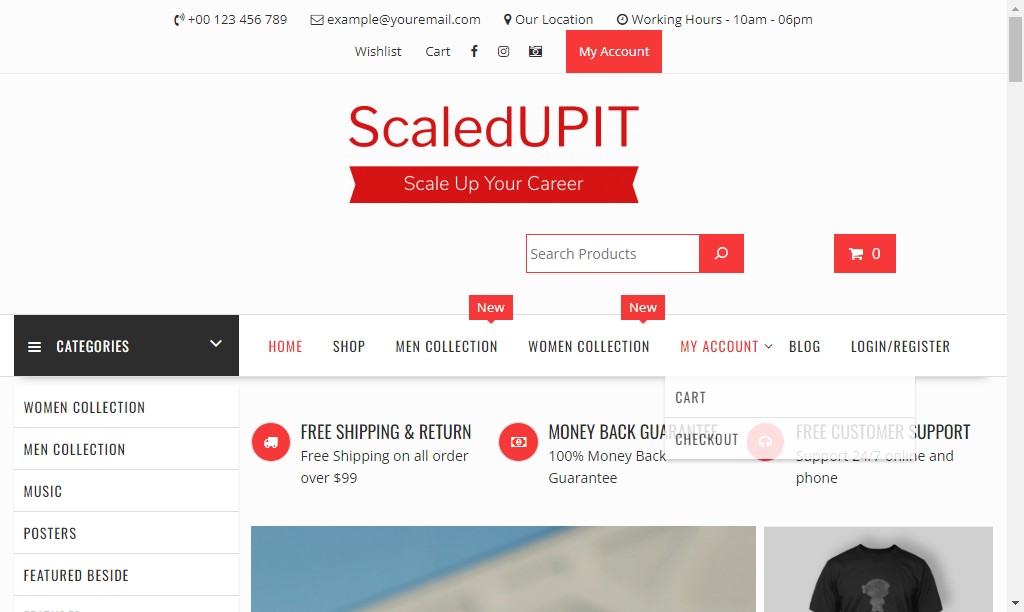 +00 123 456 789 example@youremail.com Our Location Working Hours - 10am - 06pm
Wishlist Cart My Account
ScaledUPIT
Scale Up Your Career
Search Products
0
New New
CATEGORIES
HOME SHOP MEN COLLECTION WOMEN COLLECTION MY ACCOUNT BLOG LOGIN/REGISTER
CART
CHECKOUT
WOMEN COLLECTION
MEN COLLECTION
MUSIC
POSTERS
FEATURED BESIDE
FREE SHIPPING & RETURN
Free Shipping on all order
over $99
MONEY BACK GUARANTEE
100% Money Back
Guarantee
FREE CUSTOMER SUPPORT
Support 24/7 online and
phone